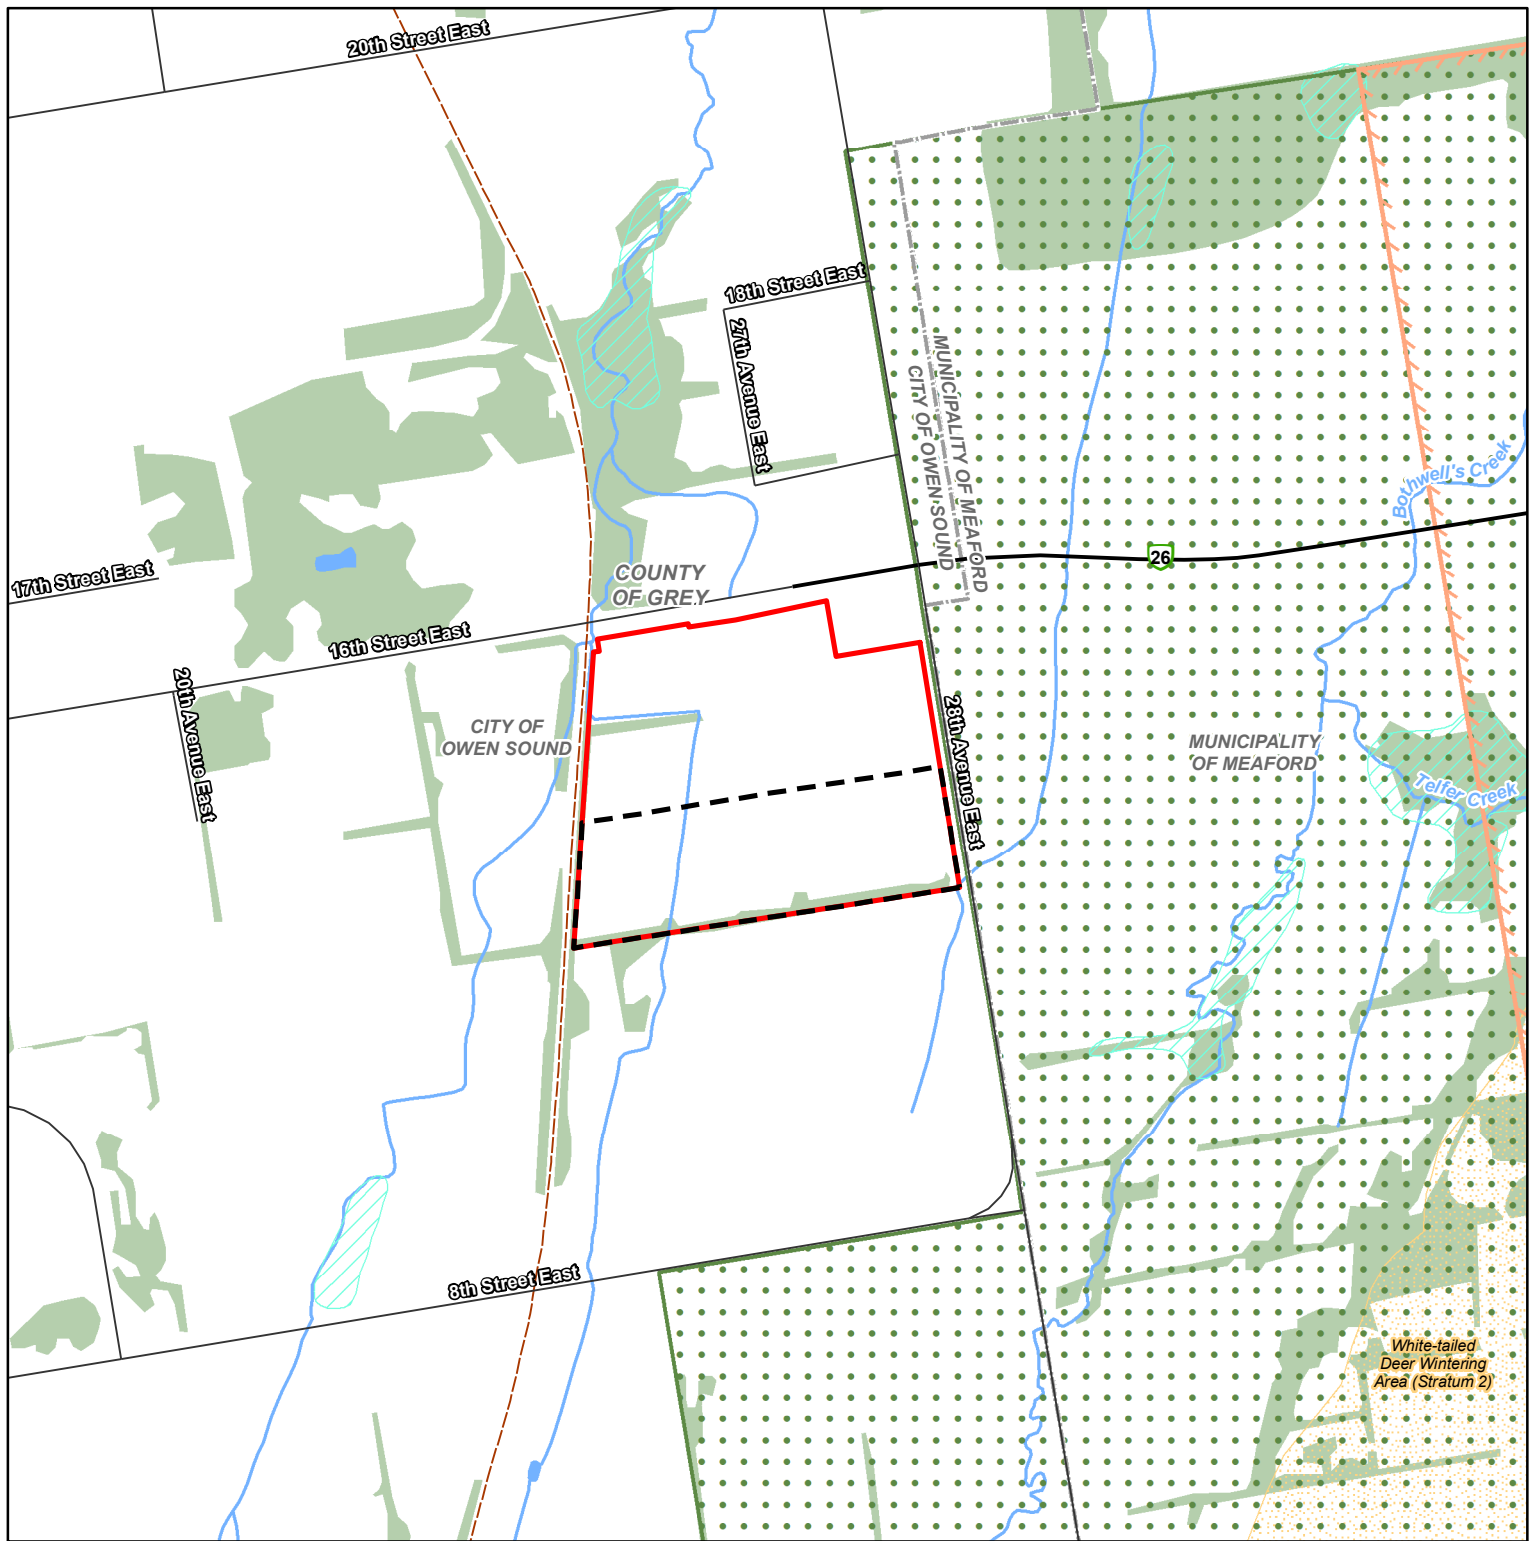 20th Street East
18th Street East
27th Avenue East
MUNICIPALITY OF MEAFORD
CITY OF OWEN SOUND
Bothwell's Creek
26
17th Street East
COUNTY
OF GREY
16th Street East
20th Avenue East
CITY OF
OWEN SOUND
28th Avenue East
MUNICIPALITY
OF MEAFORD
Telfer Creek
8th Street East
White-tailed
Deer Wintering
Area (Stratum 2)